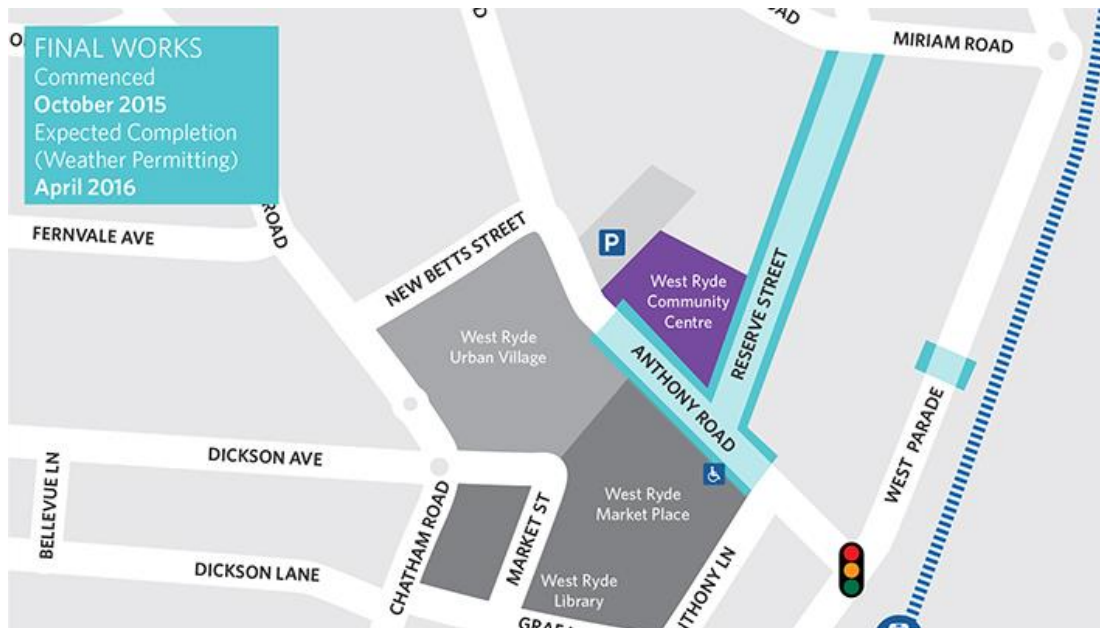 FINAL WORKS
Commenced
October 2015
Expected Completion
(Weather Permitting)
April 2016
MIRIAM ROAD
FERNVALE AVE
ROAD
NEW BETTS STREET
P
West Ryde
Community
Centre
RESERVE STREET
West Ryde
Urban Village
ANTHONY ROAD
WEST PARADE
DICKSON AVE
BELLEVUE LN
CHATHAM ROAD
MARKET ST
West Ryde
Market Place
DICKSON LANE
West Ryde
Library